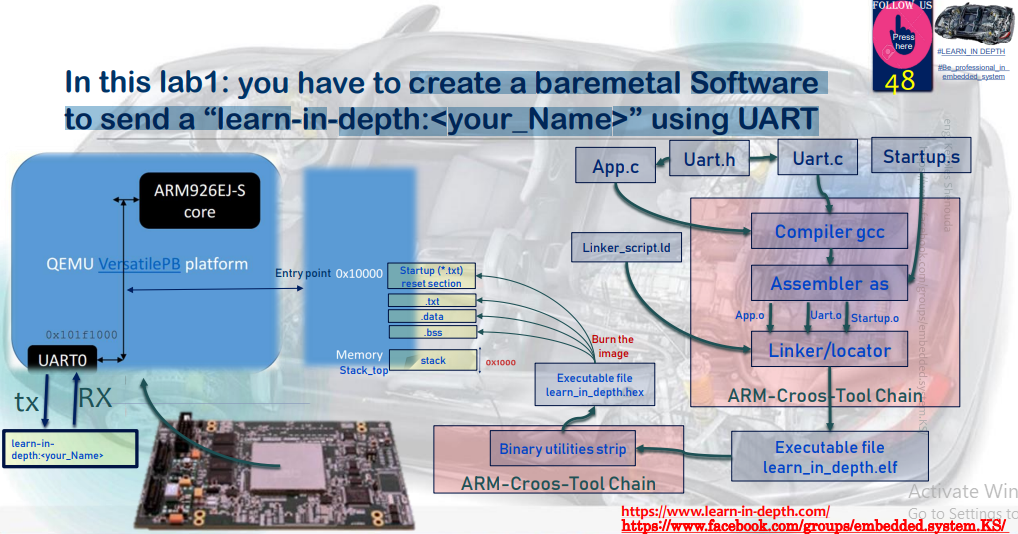 FOLLOW US
Press
here
48
#LEARN_IN DEPTH
#Be_professional_in_
embedded_system
In this lab1: you have to create a baremetal Software
to send a “learn-in-depth:<your_Name>” using UART
ARM926EJ-S
core
QEMU VersatilePB platform
0x101f1000
UART0
tx
RX
learn-in-
depth:<your_Name>
Entry point 0x10000
Startup (*.txt)
reset section
.txt
.data
.bss
Memory
Stack_top
stack
0x1000
Burn the
image
Executable file
learn_in_depth.hex
Binary utilities strip
ARM-Croos-Tool Chain
App.c
Uart.h
Uart.c
Startup.s
Linker_script.ld
Compiler gcc
Assembler as
App.o
Uart.o
Startup.o
Linker/locator
ARM-Croos-Tool Chain
Executable file
learn_in_depth.elf
https://www.learn-in-depth.com/
https://www.facebook.com/groups/embedded.system.KS/
Activate Win
Go to Settings to